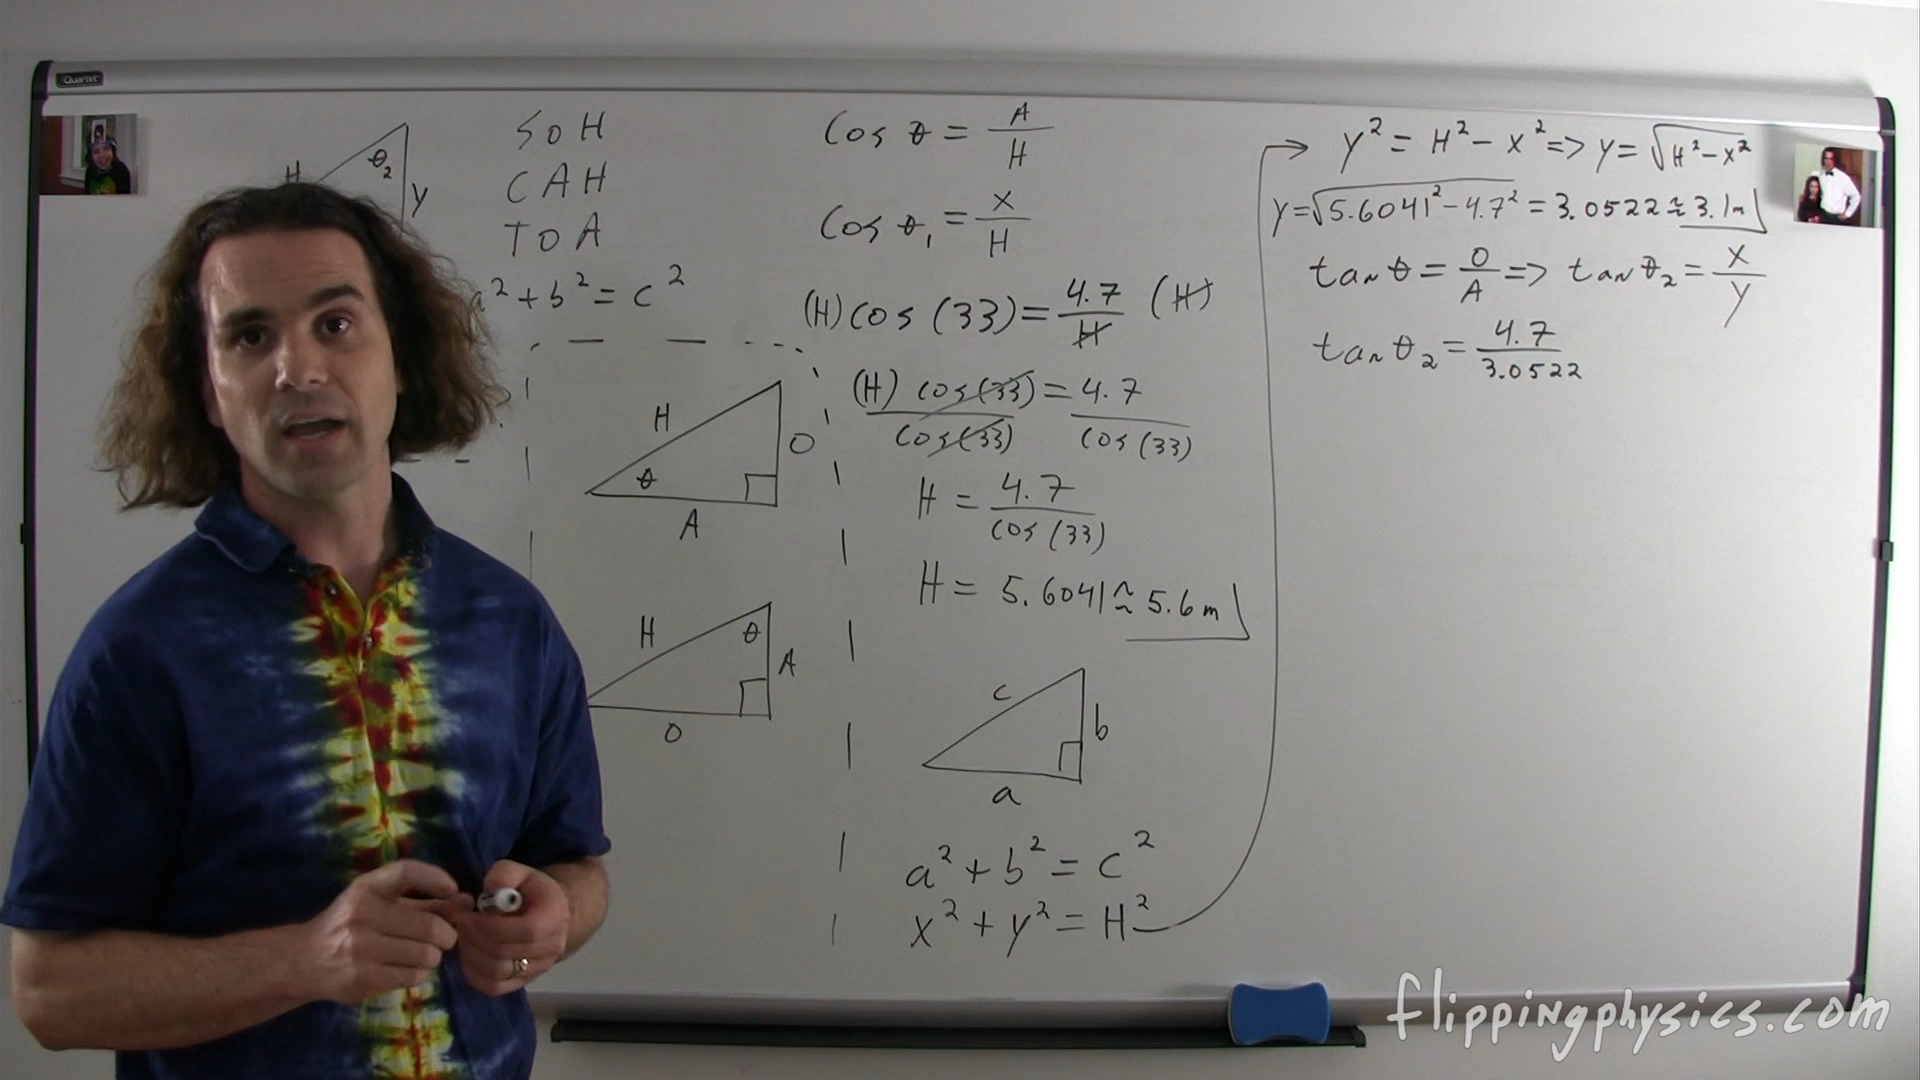 Quartet
H
θ₂
y
SOH
CAH
TOA
a² + b² = c²
H
O
θ
A
H
θ
A
O
Cos θ = A/H
Cos θ₁ = x/H
(H) cos (33) = 4.7/H (H)
(H) cos(33)/cos(33) = 4.7/cos(33)
H = 4.7/cos(33)
H = 5.6041 ≈ 5.6m
c
b
a
a² + b² = c²
x² + y² = H²
y² = H² - x² => y = √H² - x²
y = √5.6041² - 4.7² = 3.0522 ≈ 3.1m
tan θ = O/A => tan θ₂ = x/y
tan θ₂ = 4.7/3.0522
flippingphysics.com